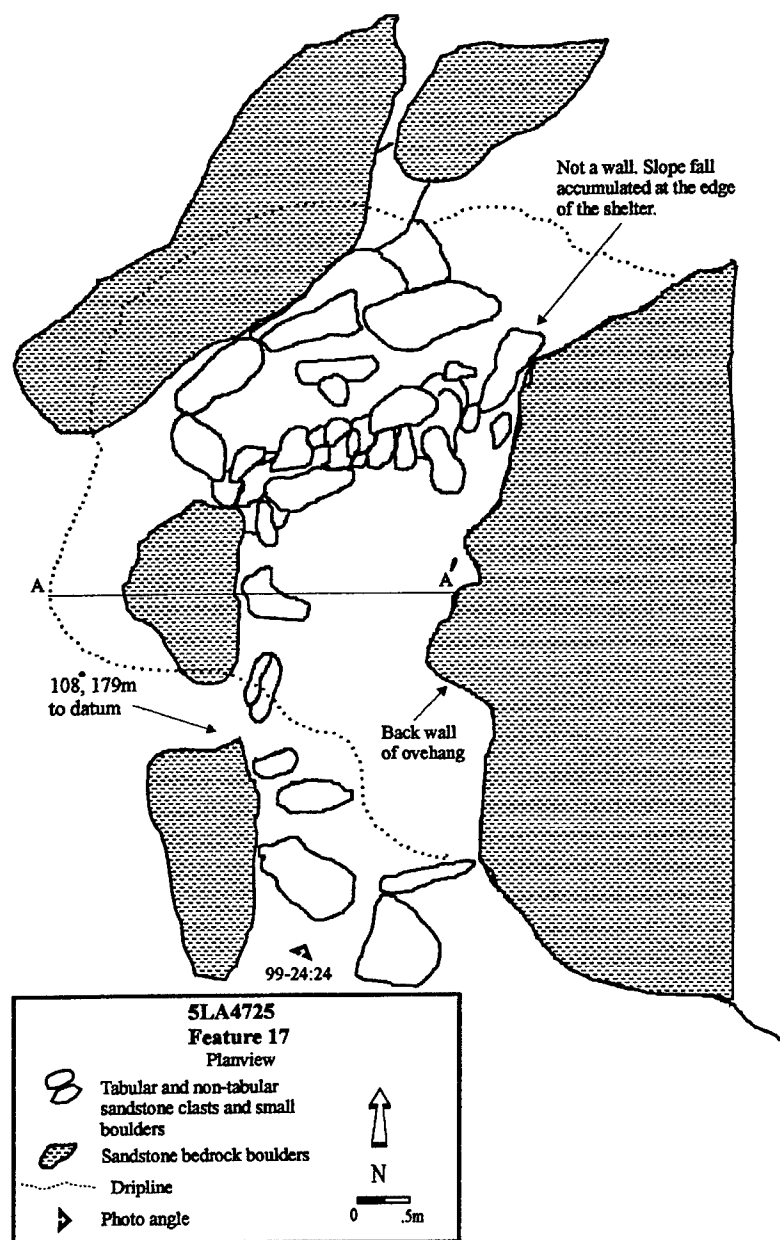 Not a wall. Slope fall
accumulated at the edge
of the shelter.
A
A'
108°, 179m
to datum
Back wall
of ovehang
99-24:24
5LA4725
Feature 17
Planview
Tabular and non-tabular
sandstone clasts and small
boulders
Sandstone bedrock boulders
Dripline
Photo angle
N
0 .5m